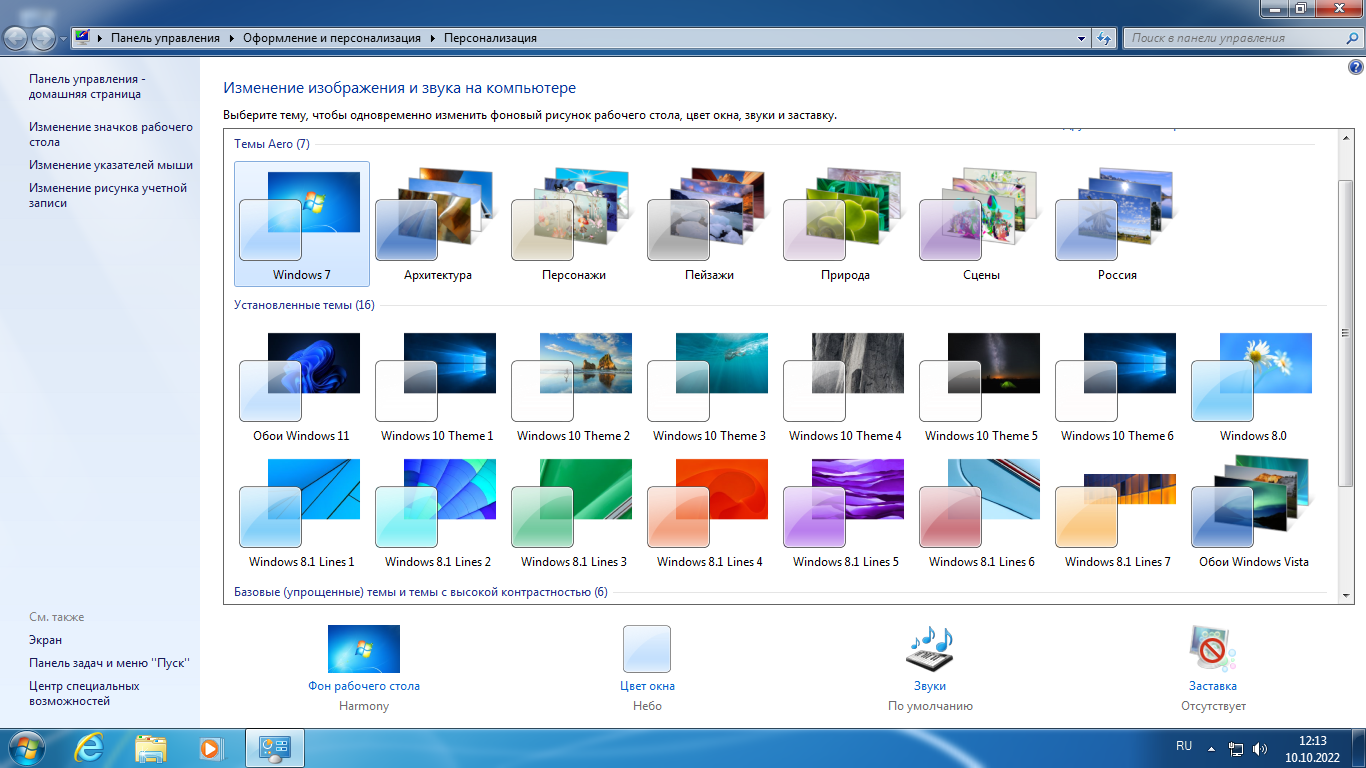 Панель управления
Оформление и персонализация
Персонализация
Поиск в панели управления
Панель управления -
домашняя страница
Изменение значков рабочего
стола
Изменение указателей мыши
Изменение рисунка учетной
записи
Изменение изображения и звука на компьютере
Выберите тему, чтобы одновременно изменить фоновый рисунок рабочего стола, цвет окна, звуки и заставку.
Темы Aero (7)
Windows 7
Архитектура
Персонажи
Пейзажи
Природа
Сцены
Россия
Установленные темы (16)
Обои Windows 11
Windows 10 Theme 1
Windows 10 Theme 2
Windows 10 Theme 3
Windows 10 Theme 4
Windows 10 Theme 5
Windows 10 Theme 6
Windows 8.0
Windows 8.1 Lines 1
Windows 8.1 Lines 2
Windows 8.1 Lines 3
Windows 8.1 Lines 4
Windows 8.1 Lines 5
Windows 8.1 Lines 6
Windows 8.1 Lines 7
Обои Windows Vista
Базовые (упрощенные) темы и темы с высокой контрастностью (6)
См. также
Экран
Панель задач и меню ''Пуск''
Центр специальных
возможностей
Фон рабочего стола
Harmony
Цвет окна
Небо
Звуки
По умолчанию
Заставка
Отсутствует
RU
12:13
10.10.2022